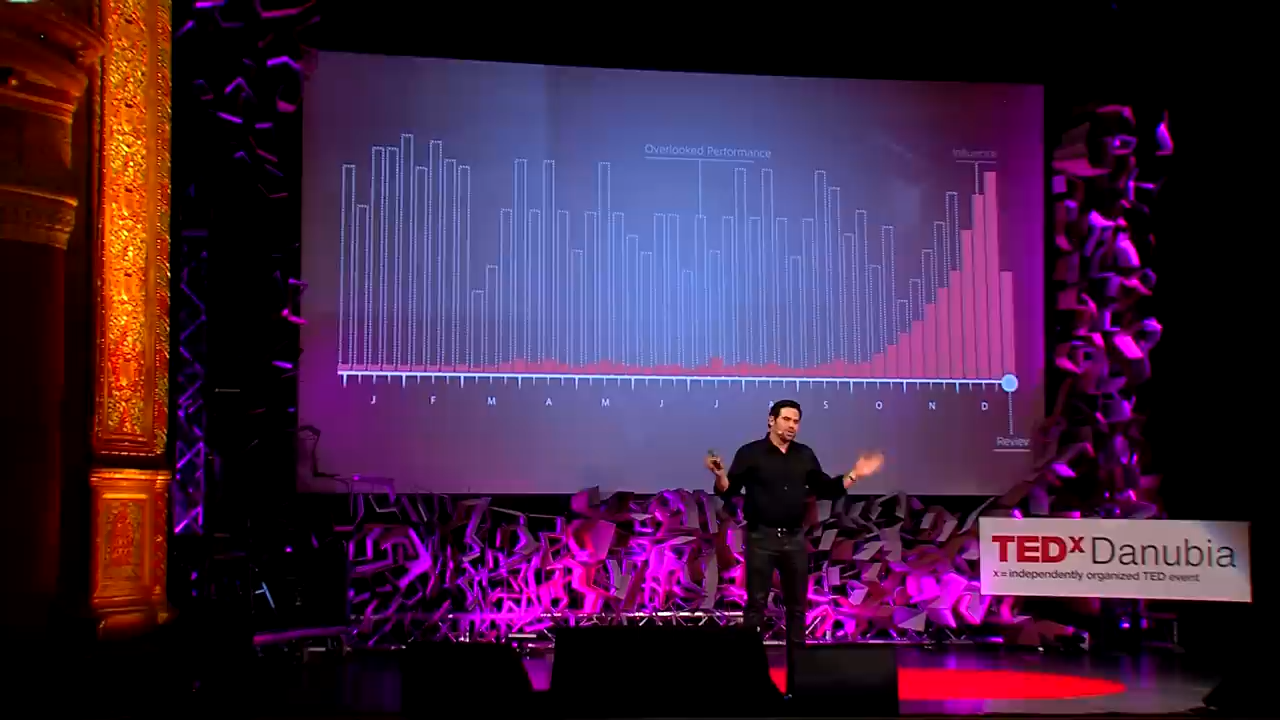 Overlooked Performance
Influence
J F M A M J J A S O N D
Review
TEDx Danubia
x = independently organized TED event